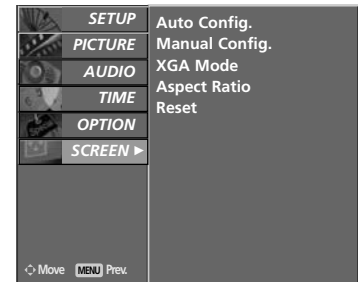 SETUP
PICTURE
AUDIO
TIME
OPTION
SCREEN ►
Auto Config.
Manual Config.
XGA Mode
Aspect Ratio
Reset
Move MENU Prev.